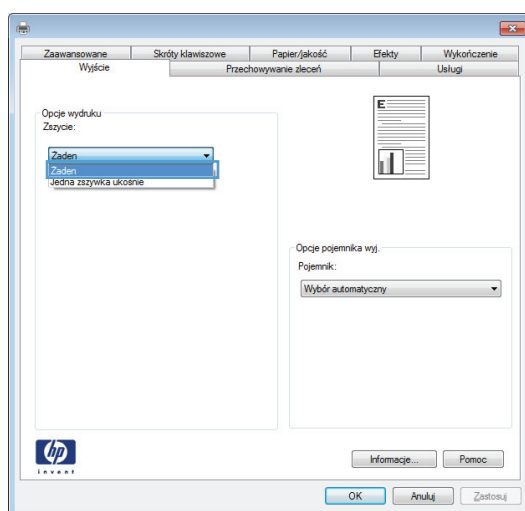 Zaawansowane Skróty klawiszowe Papier/jakość Efekty Wykończenie
Wyjście Przechowywanie zleceń Usługi
Opcje wydruku
Zszycie:
Żaden
Żaden
Jedna zszywka ukośnie
E
Opcje pojemnika wyj.
Pojemnik:
Wybór automatyczny
hp
invent
Informacje... Pomoc
OK Anuluj Zastosuj